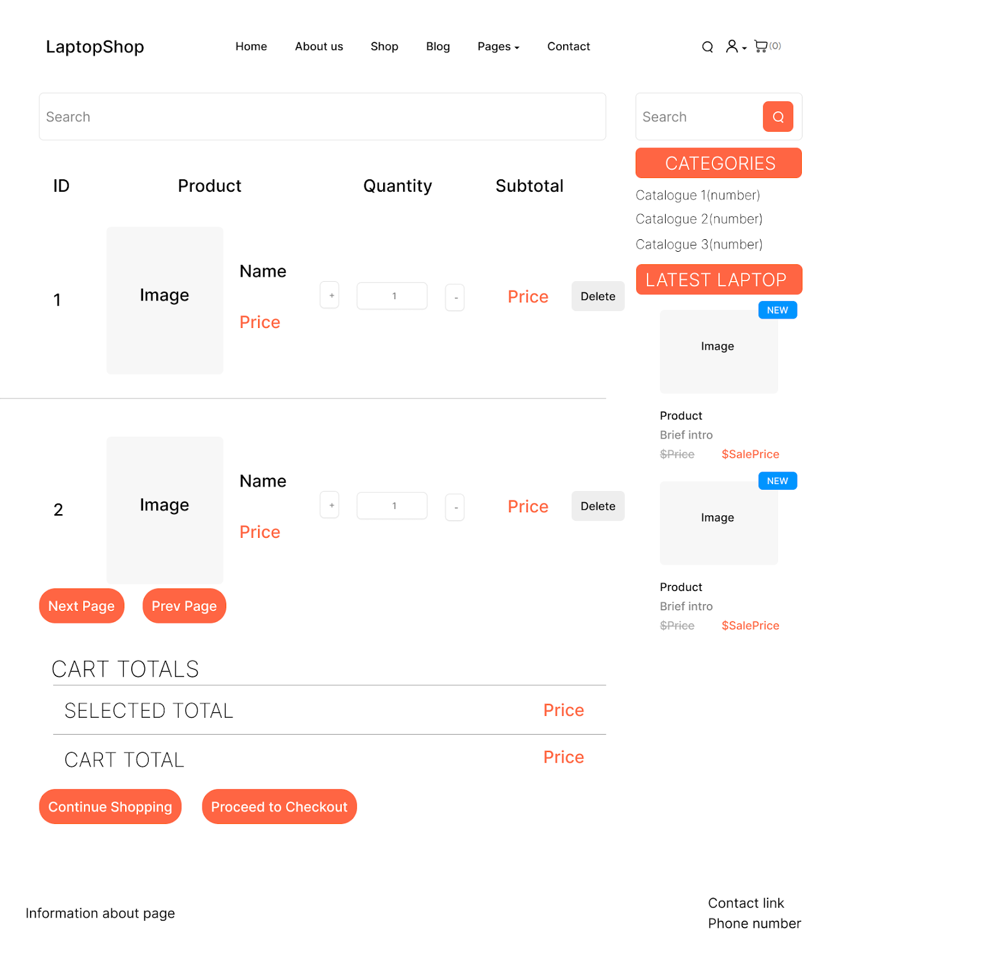 LaptopShop
Home About us Shop Blog Pages Contact
(0)
Search
ID Product Quantity Subtotal
1
Image
Name
Price
+ 1 -
Price
Delete
2
Image
Name
Price
+ 1 -
Price
Delete
Next Page Prev Page
CART TOTALS
SELECTED TOTAL Price
CART TOTAL Price
Continue Shopping Proceed to Checkout
Search
CATEGORIES
Catalogue 1(number)
Catalogue 2(number)
Catalogue 3(number)
LATEST LAPTOP
NEW
Image
Product
Brief intro
$Price $SalePrice
NEW
Image
Product
Brief intro
$Price $SalePrice
Information about page
Contact link
Phone number